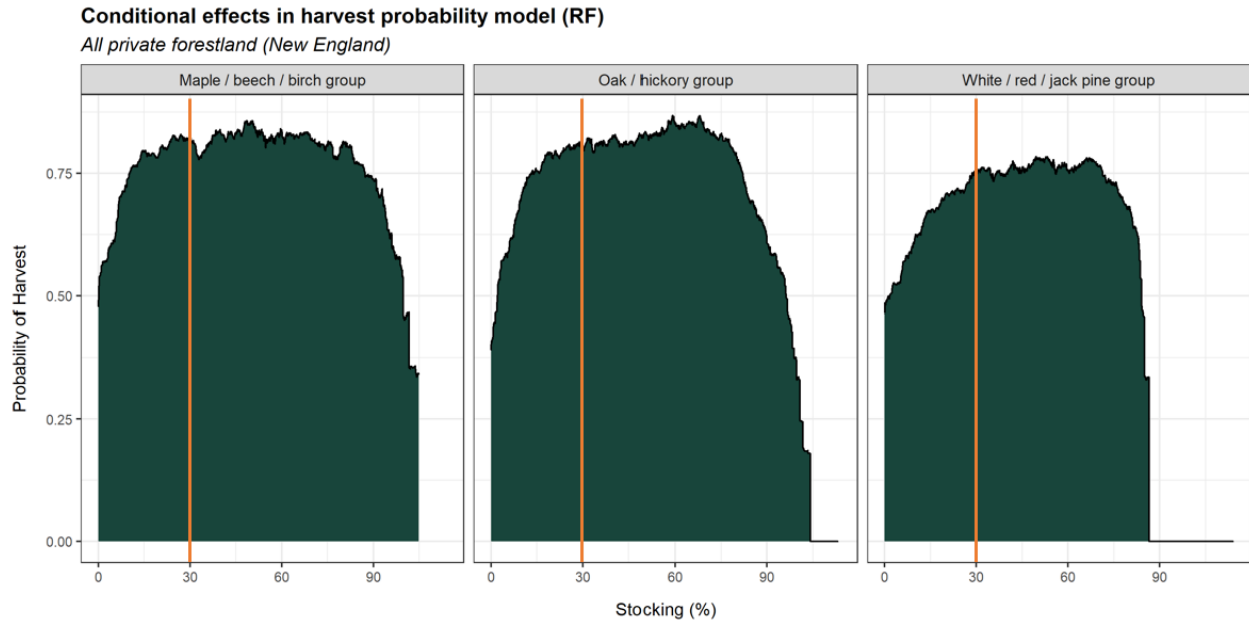 Conditional effects in harvest probability model (RF)
All private forestland (New England)
Maple / beech / birch group
Oak / hickory group
White / red / jack pine group
Probability of Harvest
0.75
0.50
0.25
0.00
0 30 60 90
0 30 60 90
0 30 60 90
Stocking (%)